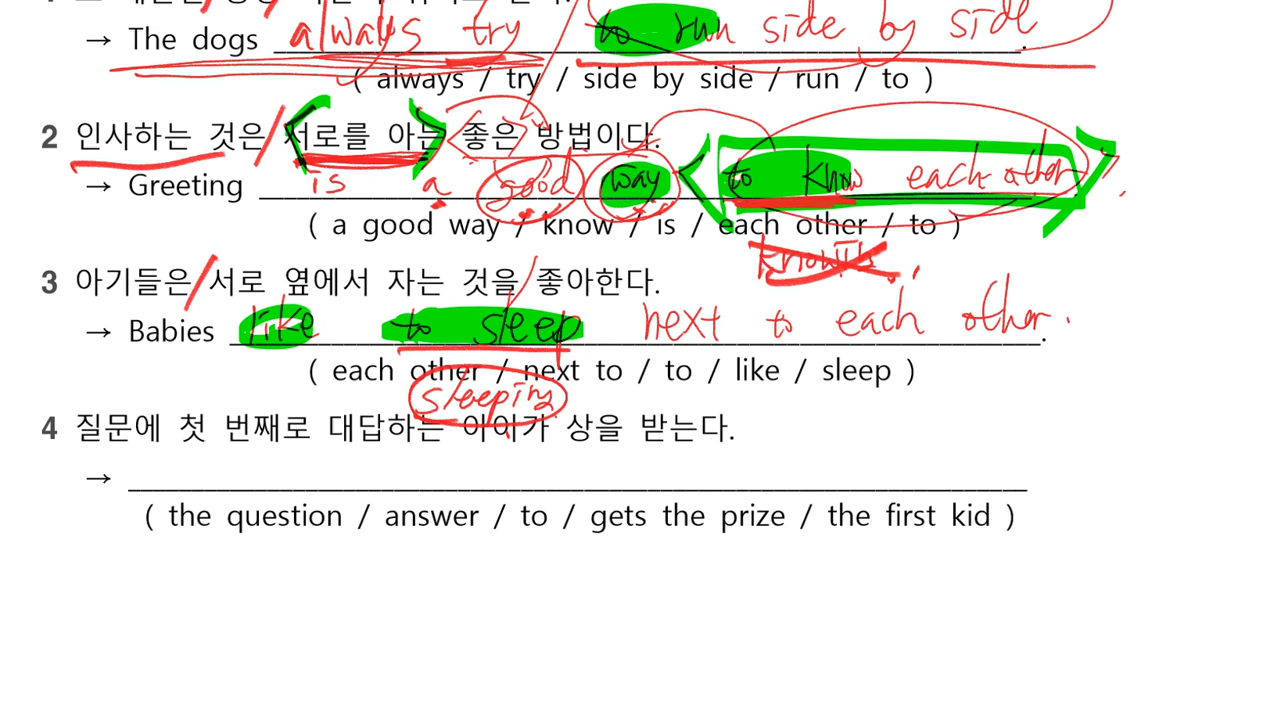 → The dogs always try to run side by side.
( always / try / side by side / run / to )
2 인사하는 것은 / 서로를 아는 좋은 방법이다.
→ Greeting is a good way to know each other.
( a good way / know / is / each other / to )
3 아기들은 / 서로 옆에서 자는 것을 / 좋아한다.
→ Babies like to sleep next to each other.
( each other / next to / to / like / sleep )
sleeping
4 질문에 첫 번째로 대답하는 아이가 상을 받는다.
→
( the question / answer / to / gets the prize / the first kid )